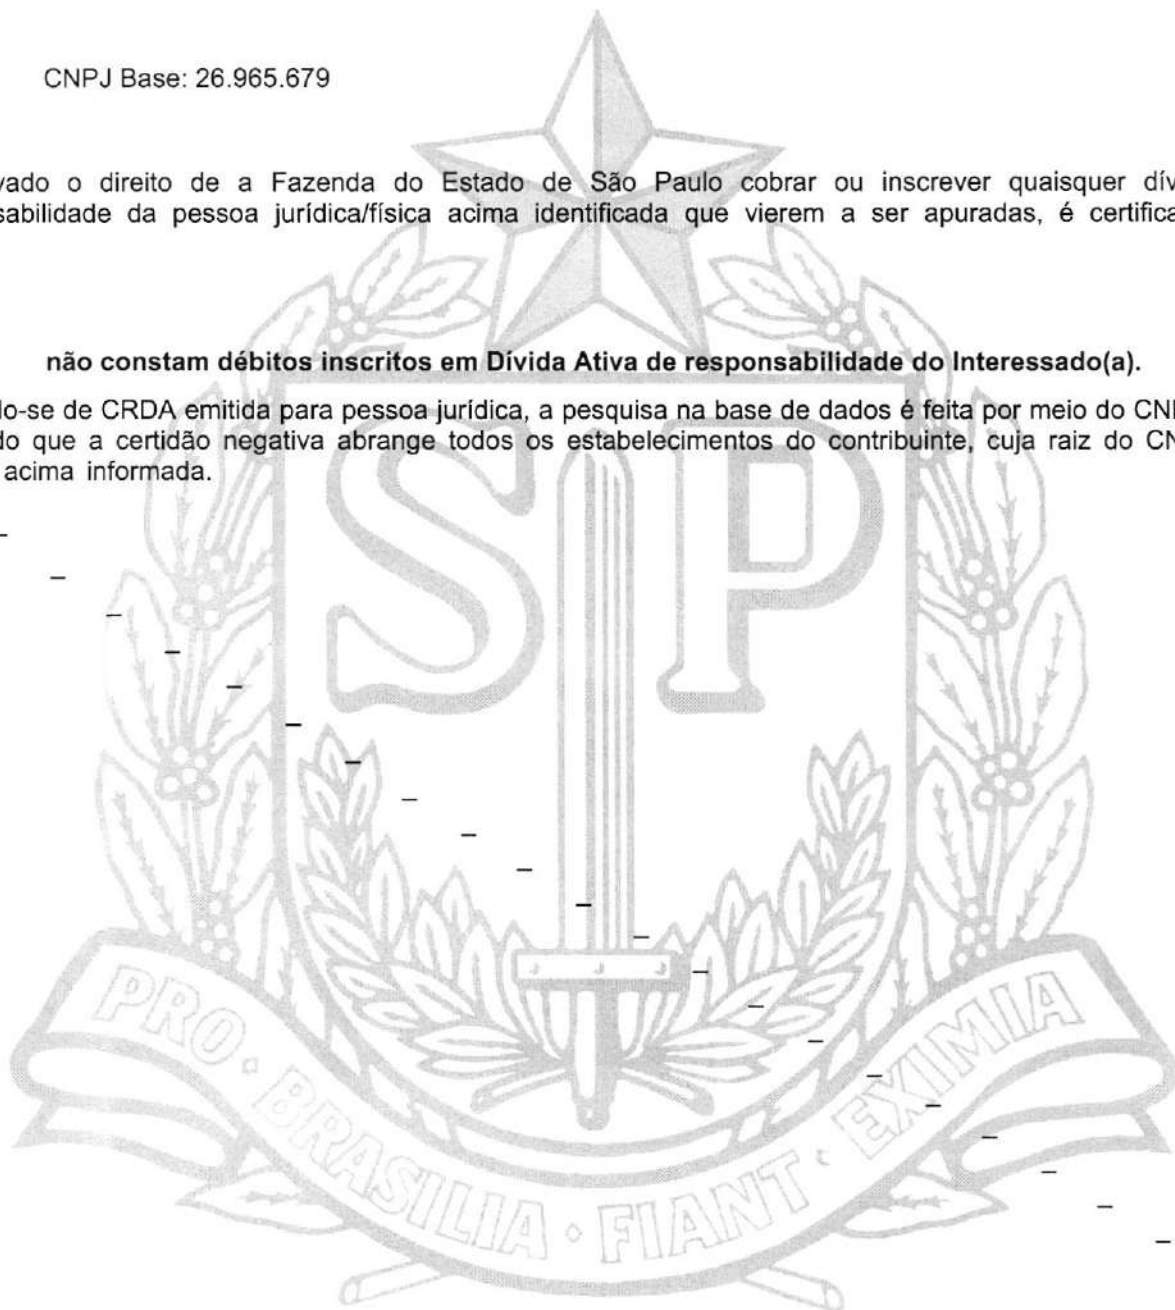 CNPJ Base: 26.965.679
vado o direito de a Fazenda do Estado de São Paulo cobrar ou inscrever quaisquer dív
sabilidade da pessoa jurídica/física acima identificada que vierem a ser apuradas, é certifica
não constam débitos inscritos em Dívida Ativa de responsabilidade do Interessado(a).
do-se de CRDA emitida para pessoa jurídica, a pesquisa na base de dados é feita por meio do CN
do que a certidão negativa abrange todos os estabelecimentos do contribuinte, cuja raiz do CN
acima informada.
SP
PRO · BRASILIA · FIANT · EXIMIA